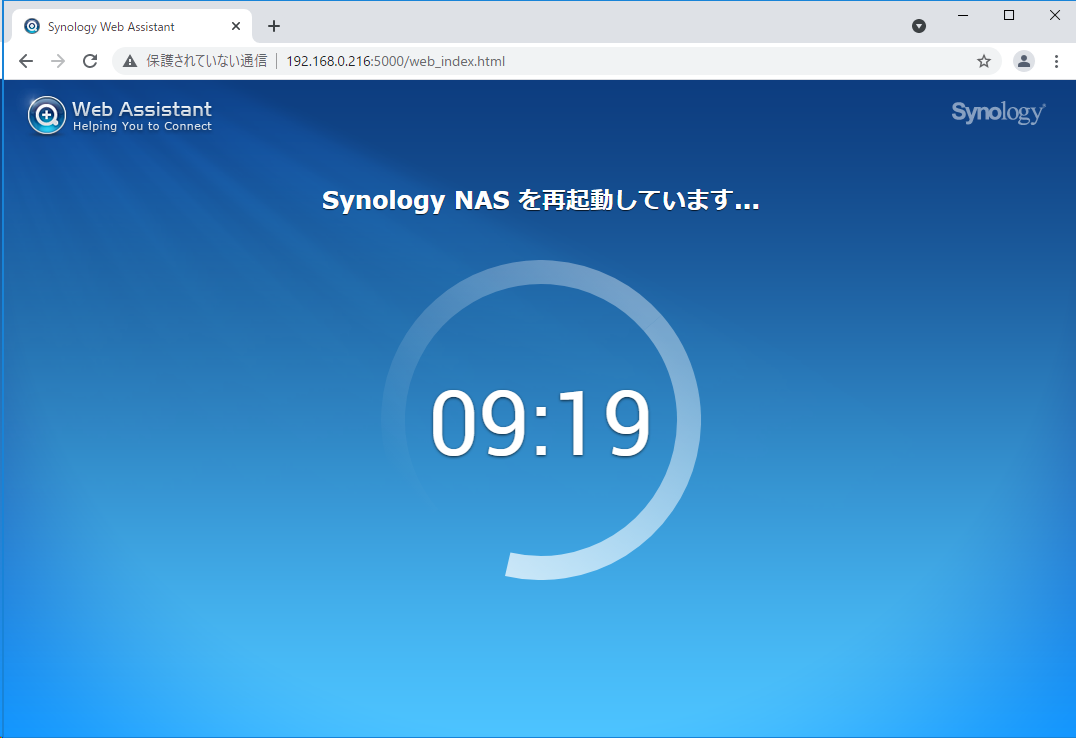 Synology Web Assistant
保護されていない通信
192.168.0.216:5000/web_index.html
Web Assistant
Helping You to Connect
Synology®
Synology NAS を再起動しています...
09:19